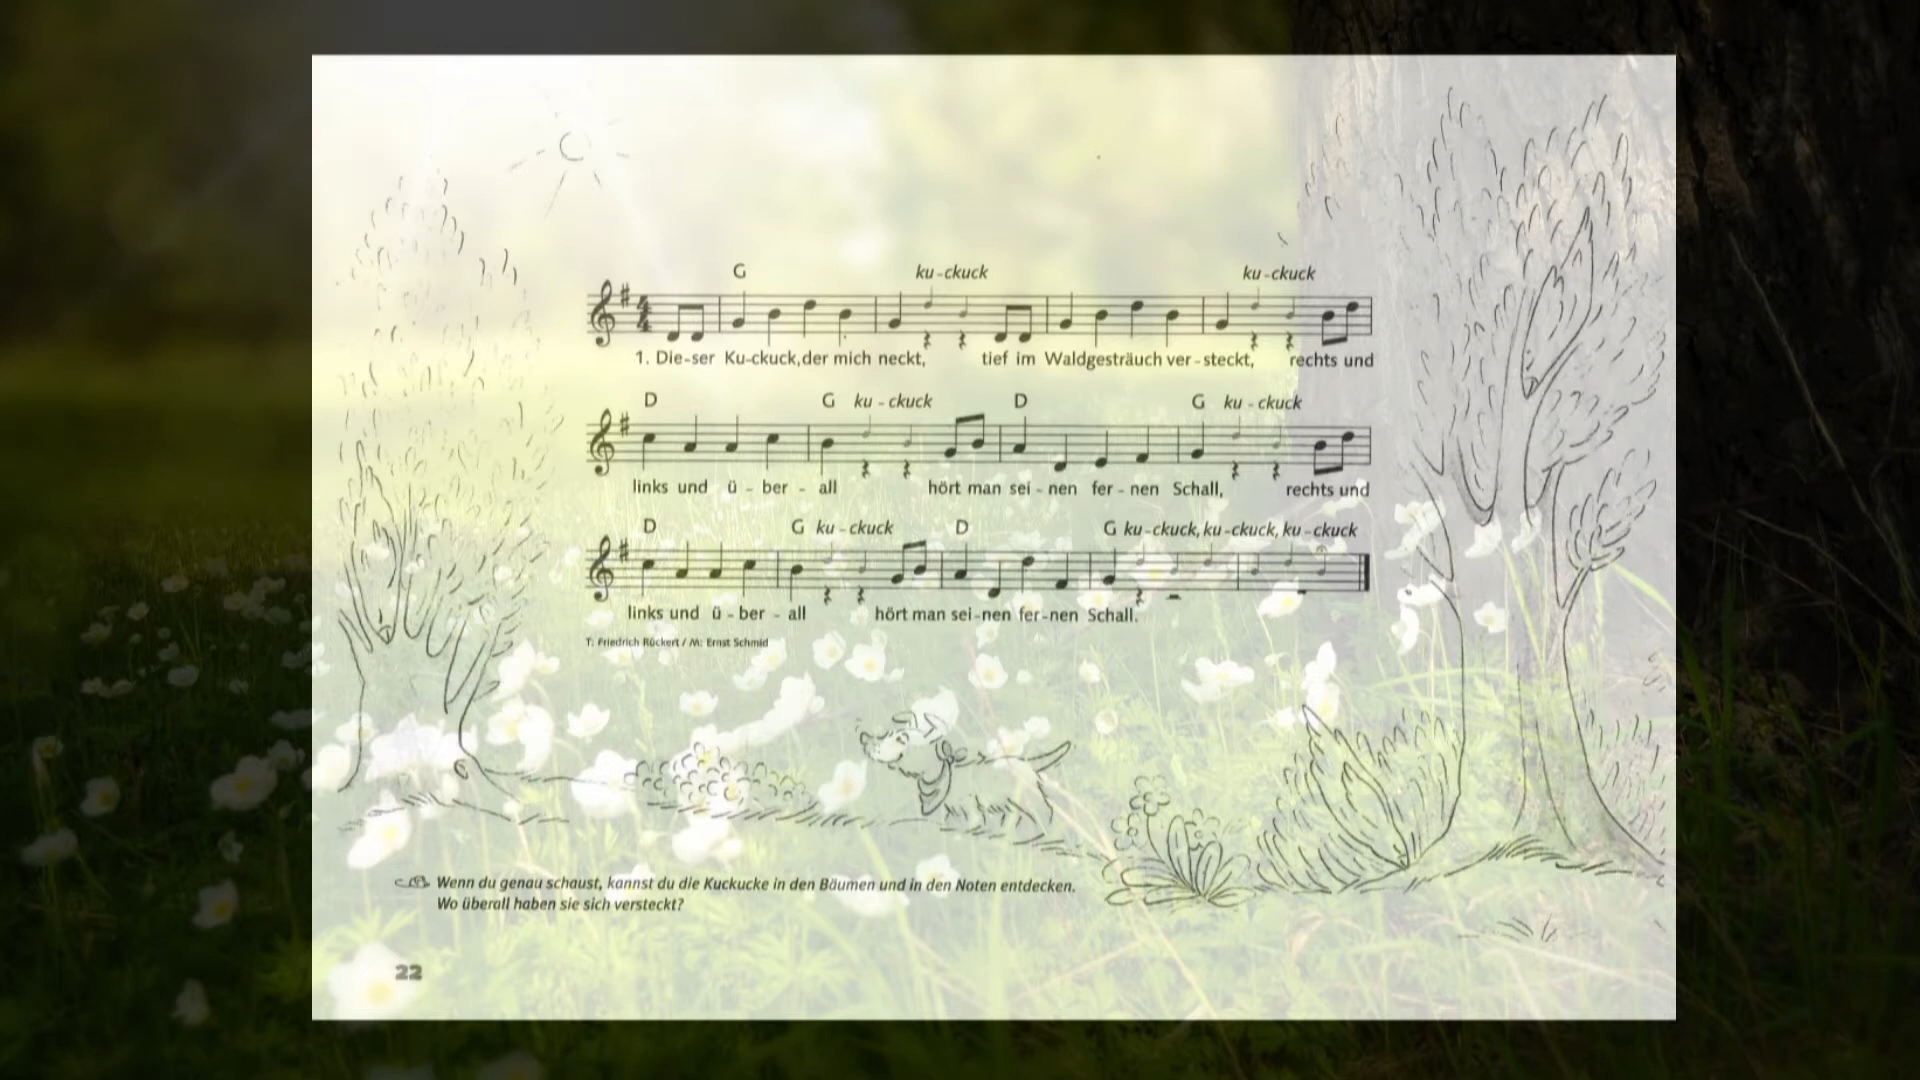 G ku-ckuck ku-ckuck
1. Die-ser Ku-ckuck, der mich neckt, tief im Waldgesträuch ver-steckt, rechts und
D G ku-ckuck D G ku-ckuck
links und ü-ber-all hört man sei-nen fer-nen Schall, rechts und
D G ku-ckuck D G ku-ckuck, ku-ckuck, ku-ckuck
links und ü-ber-all hört man sei-nen fer-nen Schall.
T: Friedrich Rückert / M: Ernst Schmid
Wenn du genau schaust, kannst du die Kuckucke in den Bäumen und in den Noten entdecken.
Wo überall haben sie sich versteckt?
22